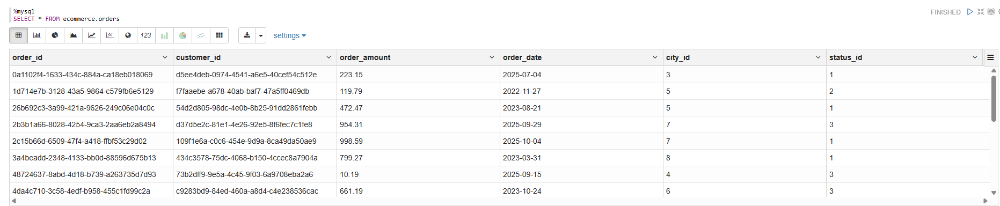 %mysql
SELECT * FROM ecommerce.orders
FINISHED
123
settings
order_id customer_id order_amount order_date city_id status_id
0a1102f4-1633-434c-884a-ca18eb018069 d5ee4deb-0974-4541-a6e5-40cef54c512e 223.15 2025-07-04 3 1
1d714e7b-3128-43a5-9864-c579fb6e5129 f7faaebe-a678-40ab-baf7-47a5ff0469db 119.79 2022-11-27 5 2
26b692c3-3a99-421a-9626-249c06e04c0c 54d2d805-98dc-4e0b-8b25-91dd2861febb 472.47 2023-08-21 5 1
2b3b1a66-8028-4254-9ca3-2aa6eb2a8494 d37d5e2c-81e1-4e26-92e5-8f6fec7c1fe8 954.31 2025-09-29 7 3
2c15b66d-6509-47f4-a418-ffbf53c29d02 109f1e6a-c0c6-454e-9d9a-8ca49da50ae9 998.59 2025-10-04 7 1
3a4beadd-2348-4133-bb0d-88596d675b13 434c3578-75dc-4068-b150-4ccec8a7904a 799.27 2023-03-31 8 1
48724637-8abd-4d18-b739-a263735d7d93 73b2dff9-9e5a-4c45-9f03-6a9708eba2a6 10.19 2025-09-15 4 3
4da4c710-3c58-4edf-b958-455c1fd99c2a c9283bd9-84ed-460a-a8d4-c4e238536cac 661.19 2023-10-24 6 3